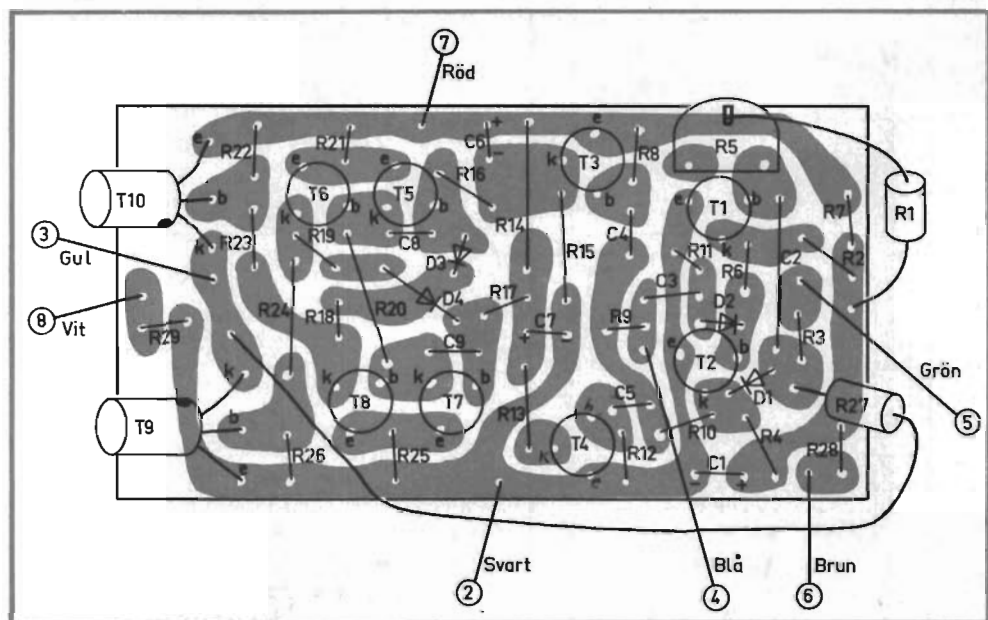 7
Röd
e
R22
R21
C6
+
-
e
T3
R8
R5
k
e
T6
e
T5
R16
T10
b
k
b
k
b
b
e
T1
R7
R1
3
Gul
k
R23
R19
C8
R14
R15
C4
R11
k
R6
C2
R2
D3
8
Vit
R29
R24
R18
R20
D4
R17
C3
D2
+
C7
-
R9
R3
Grön
C9
e
T2
b
5
k
T9
k
T8
b
k
T7
b
D1
R27
b
R13
C5
k
R10
R4
R28
e
R26
e
R25
e
k
T4
R12
e
C1
-
+
2
Svart
4
Blå
6
Brun